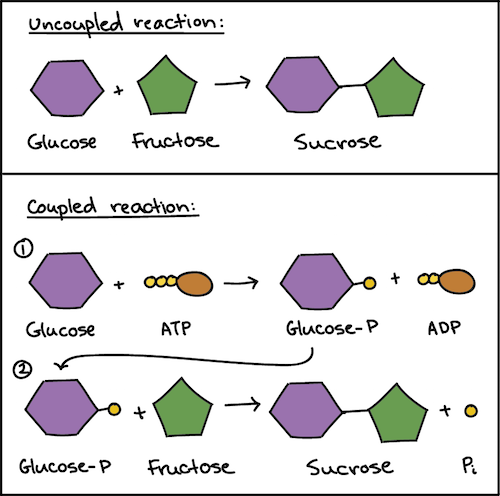 Uncoupled reaction:
+ →
Glucose Fructose Sucrose
Coupled reaction:
①
+ → +
Glucose ATP Glucose-P ADP
②
+ → +
Glucose-P Fructose Sucrose Pi